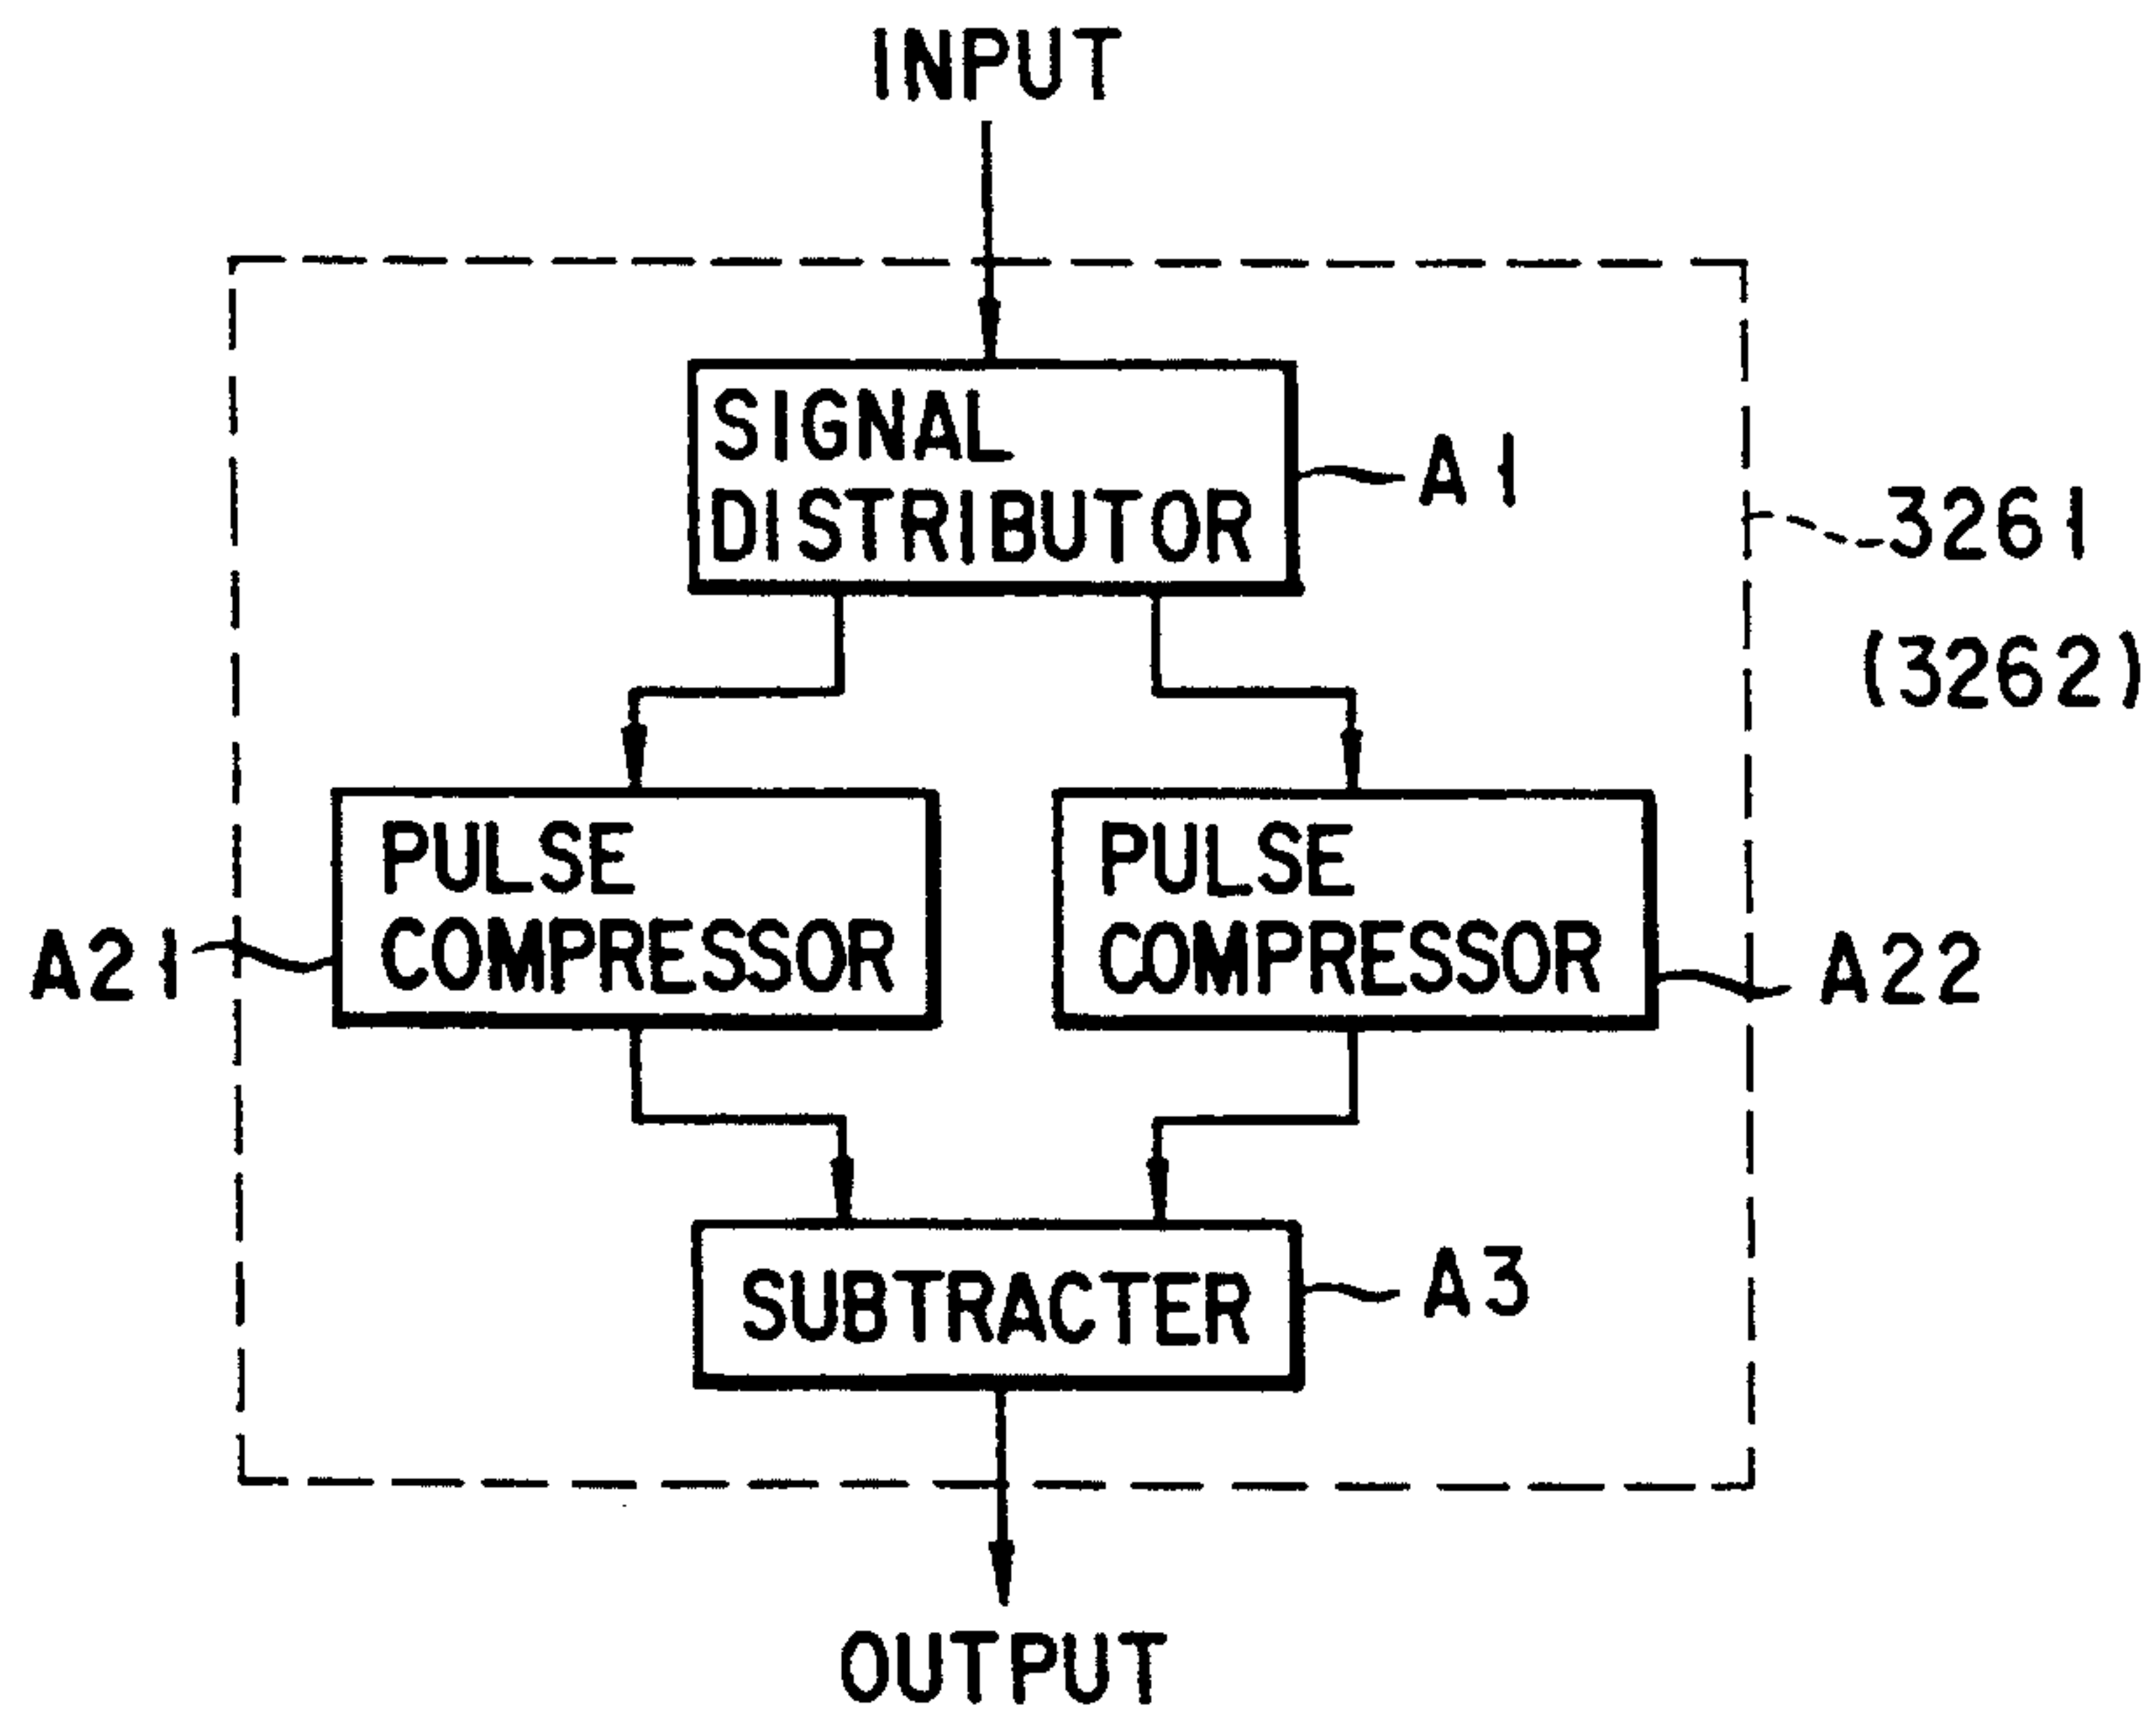 INPUT
SIGNAL
DISTRIBUTOR
A1
3261
(3262)
PULSE
COMPRESSOR
A21
PULSE
COMPRESSOR
A22
SUBTRACTER
A3
OUTPUT